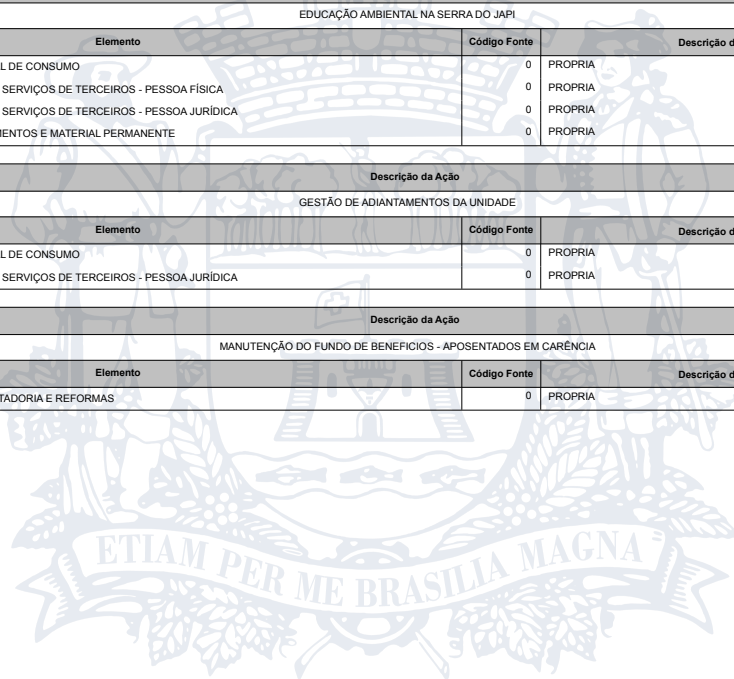 EDUCAÇÃO AMBIENTAL NA SERRA DO JAPI
Elemento Código Fonte Descrição d
L DE CONSUMO 0 PROPRIA
SERVIÇOS DE TERCEIROS - PESSOA FÍSICA 0 PROPRIA
SERVIÇOS DE TERCEIROS - PESSOA JURÍDICA 0 PROPRIA
MENTOS E MATERIAL PERMANENTE 0 PROPRIA
Descrição da Ação
GESTÃO DE ADIANTAMENTOS DA UNIDADE
Elemento Código Fonte Descrição d
L DE CONSUMO 0 PROPRIA
SERVIÇOS DE TERCEIROS - PESSOA JURÍDICA 0 PROPRIA
Descrição da Ação
MANUTENÇÃO DO FUNDO DE BENEFICIOS - APOSENTADOS EM CARÊNCIA
Elemento Código Fonte Descrição d
TADORIA E REFORMAS 0 PROPRIA
ETIAM PER ME BRASILIA MAGNA